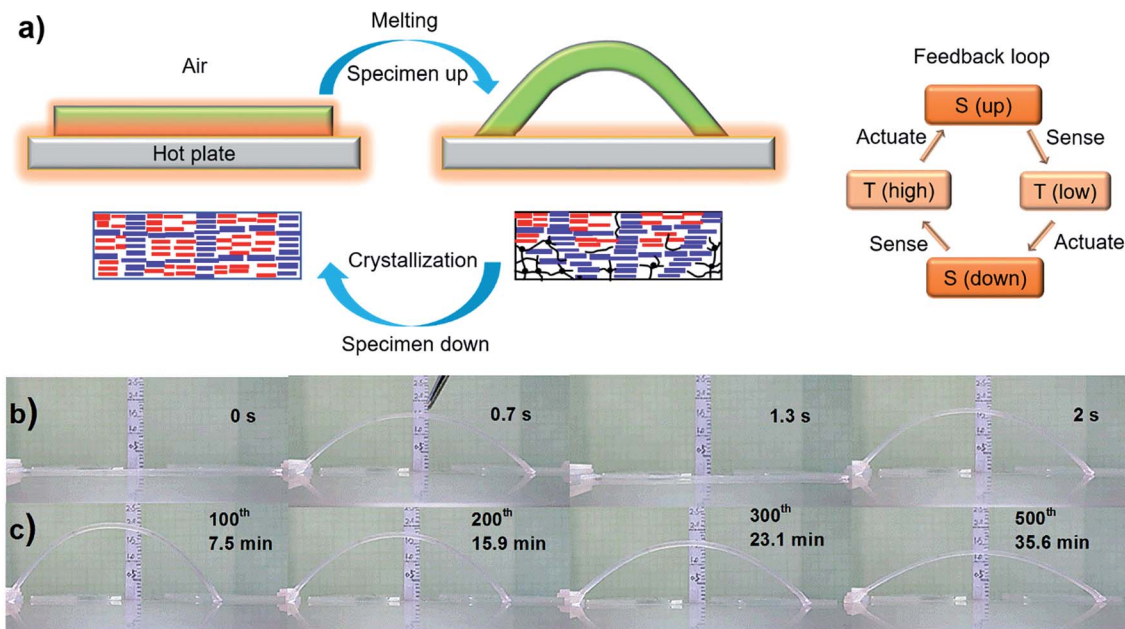 a)
Melting
Air
Specimen up
Hot plate
Crystallization
Specimen down
Feedback loop
S (up)
Actuate
Sense
T (high)
T (low)
Sense
Actuate
S (down)
b)
0 s
0.7 s
1.3 s
2 s
c)
100th
7.5 min
200th
15.9 min
300th
23.1 min
500th
35.6 min